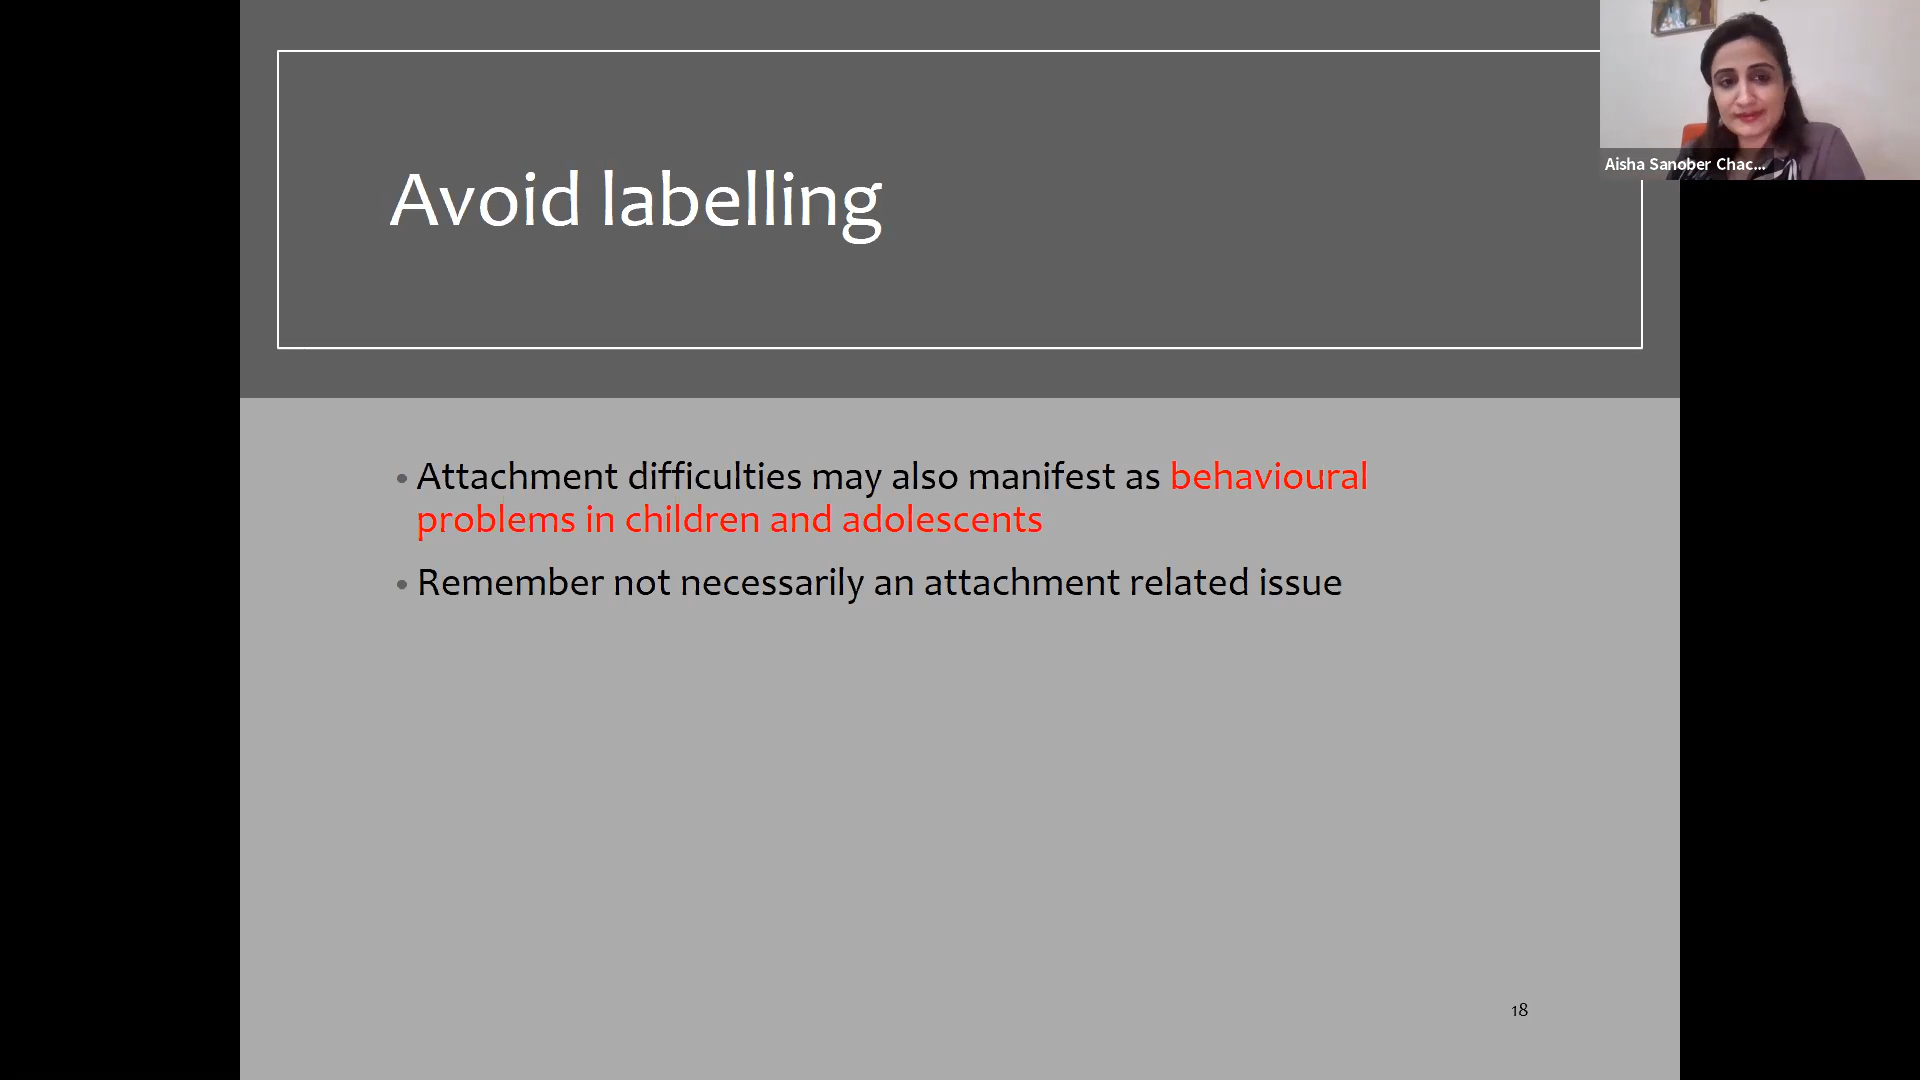 Avoid labelling
Aisha Sanober Chac...
• Attachment difficulties may also manifest as behavioural
problems in children and adolescents
• Remember not necessarily an attachment related issue
18